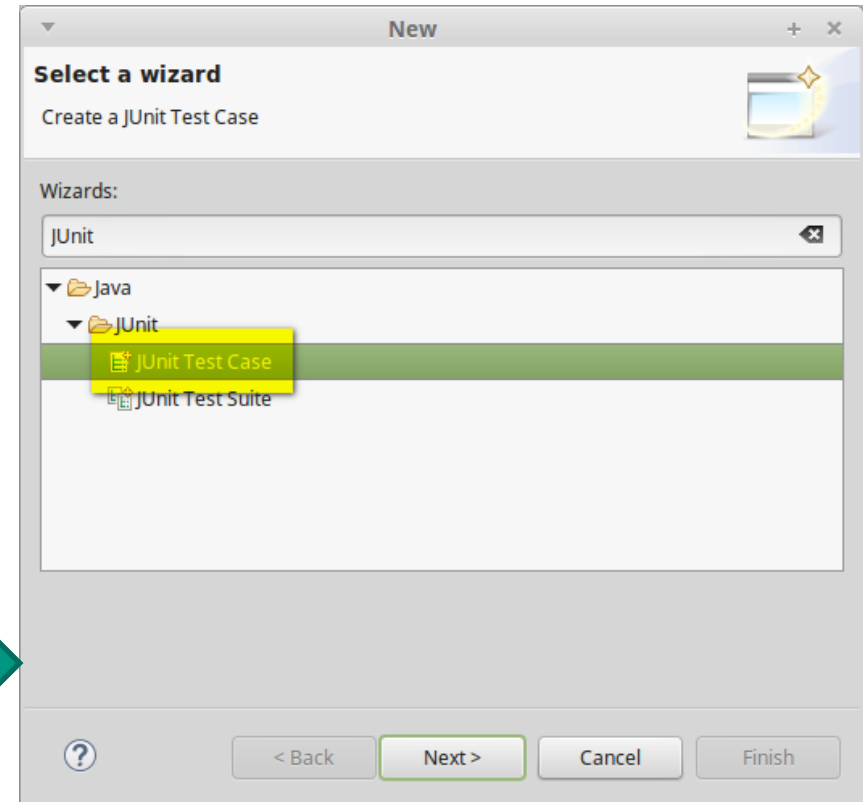 New
Select a wizard
Create a JUnit Test Case
Wizards:
JUnit
Java
JUnit
JUnit Test Case
JUnit Test Suite
?
< Back Next > Cancel Finish